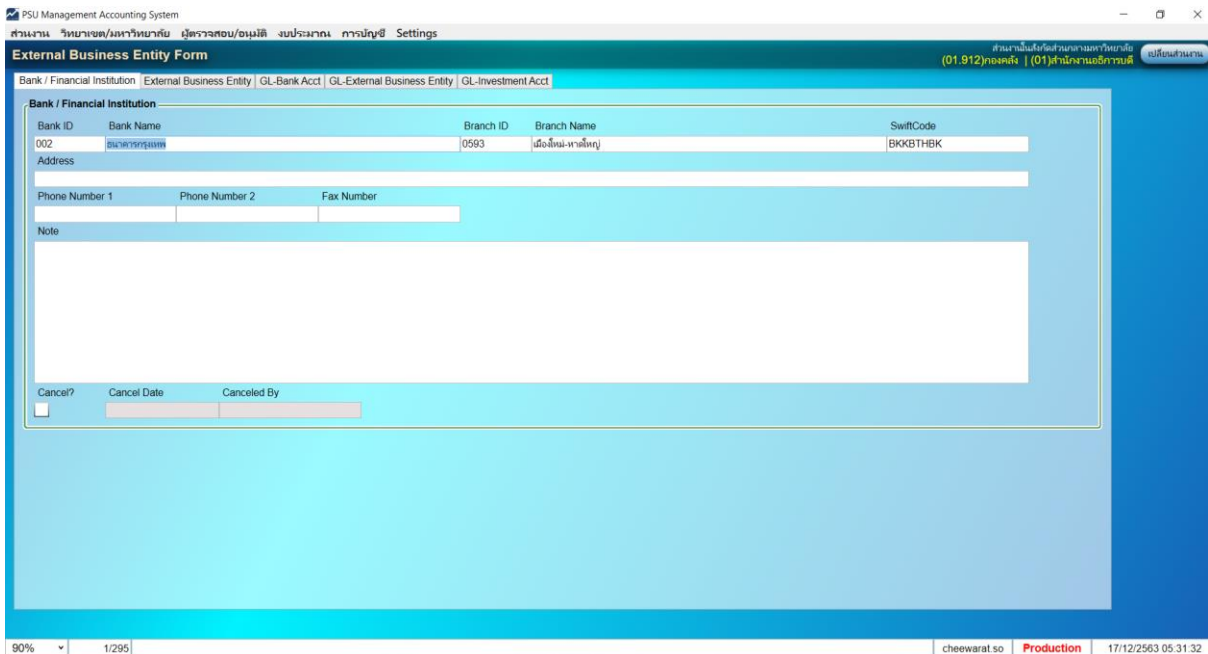 PSU Management Accounting System
ส่วนงาน วิทยาเขต/มหาวิทยาลัย ผู้ตรวจสอบ/อนุมัติ งบประมาณ การบัญชี Settings
External Business Entity Form
ส่วนงานนี้สังกัดส่วนกลางมหาวิทยาลัย
(01.912)กองคลัง | (01)สำนักงานอธิการบดี
เปลี่ยนส่วนงาน
Bank / Financial Institution External Business Entity GL-Bank Acct GL-External Business Entity GL-Investment Acct
Bank / Financial Institution
Bank ID Bank Name Branch ID Branch Name SwiftCode
002 ธนาคารกรุงเทพ 0593 เมืองใหม่-หาดใหญ่ BKKBTHBK
Address
Phone Number 1 Phone Number 2 Fax Number
Note
Cancel? Cancel Date Canceled By
90% 1/295 cheewarat.so Production 17/12/2563 05:31:32